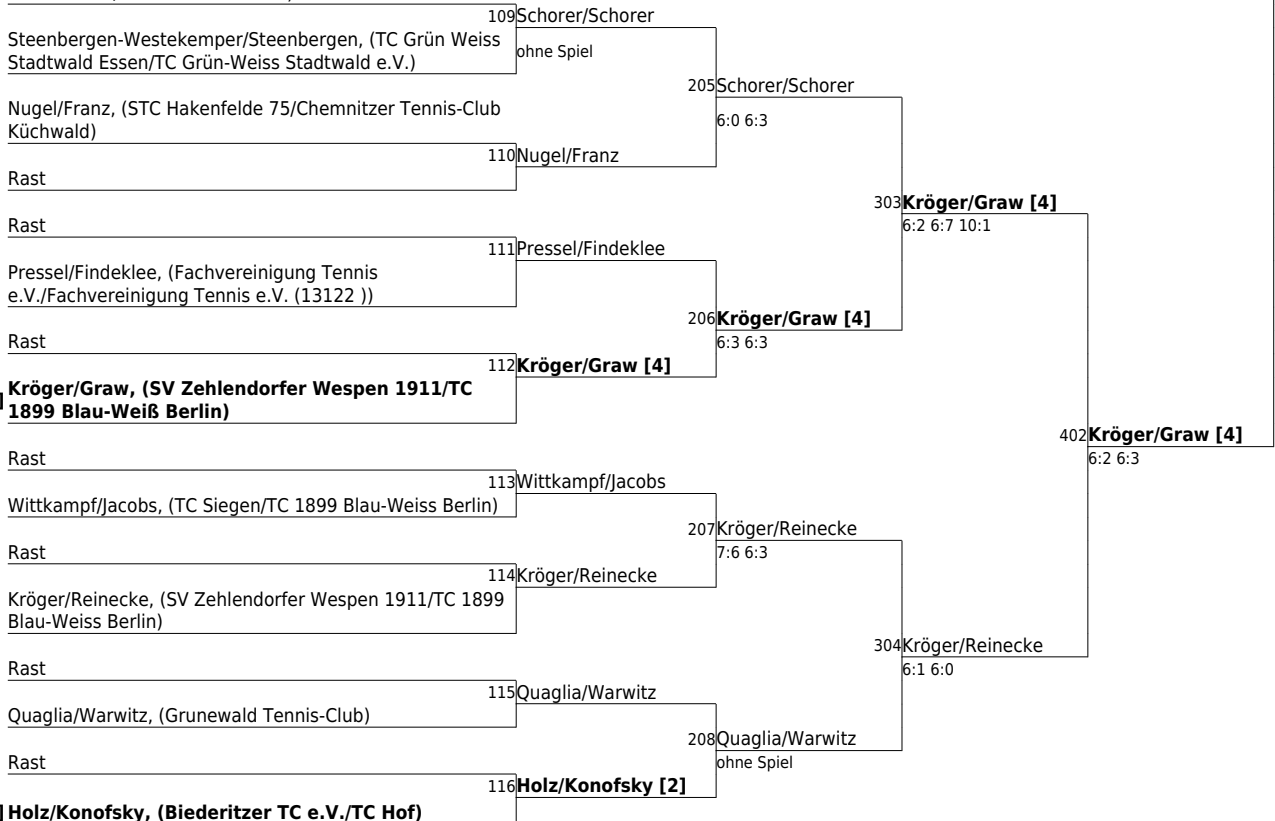 109 Schorer/Schorer
Steenbergen-Westekemper/Steenbergen, (TC Grün Weiss
Stadtwald Essen/TC Grün-Weiss Stadtwald e.V.)
ohne Spiel
205 Schorer/Schorer
6:0 6:3
Nugel/Franz, (STC Hakenfelde 75/Chemnitzer Tennis-Club
Küchwald)
110 Nugel/Franz
Rast
303 Kröger/Graw [4]
6:2 6:7 10:1
Rast
111 Pressel/Findeklee
Pressel/Findeklee, (Fachvereinigung Tennis
e.V./Fachvereinigung Tennis e.V. (13122 ))
206 Kröger/Graw [4]
6:3 6:3
Rast
112 Kröger/Graw [4]
Kröger/Graw, (SV Zehlendorfer Wespen 1911/TC
1899 Blau-Weiß Berlin)
402 Kröger/Graw [4]
6:2 6:3
Rast
113 Wittkampf/Jacobs
Wittkampf/Jacobs, (TC Siegen/TC 1899 Blau-Weiss Berlin)
207 Kröger/Reinecke
7:6 6:3
Rast
114 Kröger/Reinecke
Kröger/Reinecke, (SV Zehlendorfer Wespen 1911/TC 1899
Blau-Weiss Berlin)
304 Kröger/Reinecke
6:1 6:0
Rast
115 Quaglia/Warwitz
Quaglia/Warwitz, (Grunewald Tennis-Club)
208 Quaglia/Warwitz
ohne Spiel
Rast
116 Holz/Konofsky [2]
Holz/Konofsky, (Biederitzer TC e.V./TC Hof)